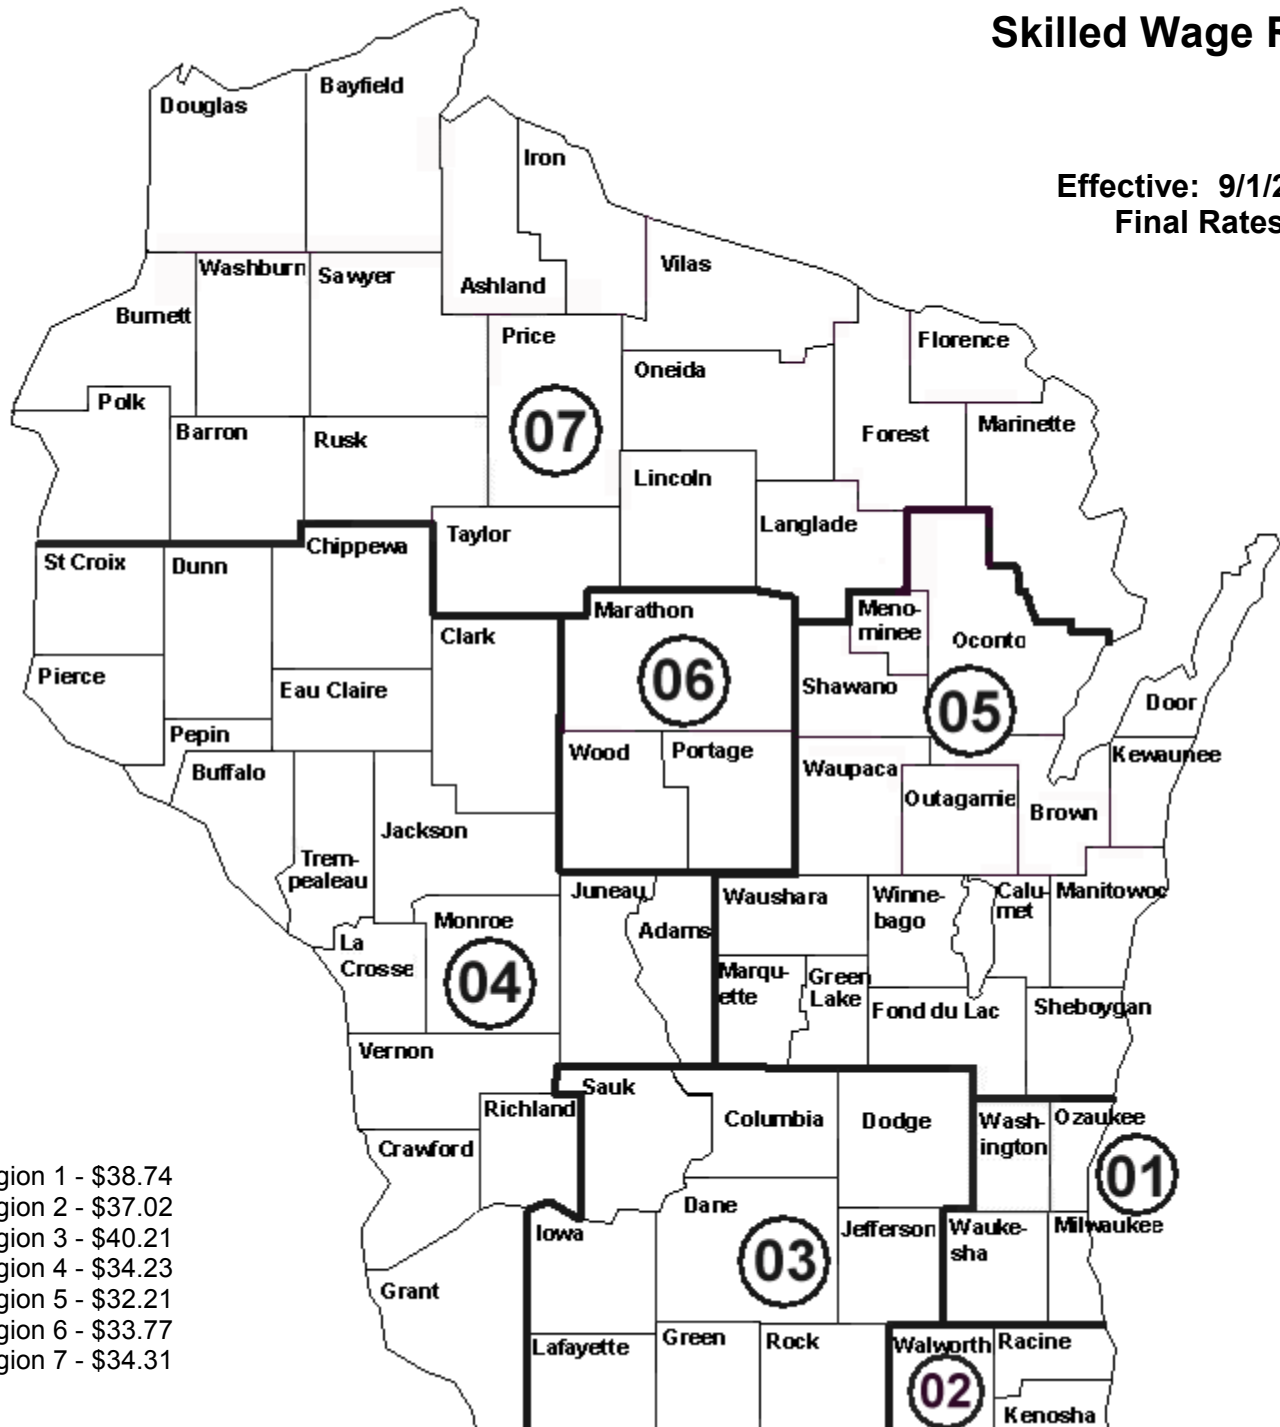 Skilled Wage R
Effective: 9/1/2
Final Rates
Bayfield
Douglas
Iron
Vilas
Washburn
Sawyer
Ashland
Burnett
Price
Florence
Oneida
Polk
Barron
Rusk
07
Forest
Marinette
Lincoln
Langlade
Taylor
Chippewa
St Croix
Dunn
Marathon
Meno-
minee
Clark
Oconto
Pierce
Eau Claire
06
Shawano
05
Door
Pepin
Wood
Portage
Kewaunee
Buffalo
Waupaca
Outagamie
Brown
Jackson
Trem-
pealeau
Juneau
Waushara
Winne-
bago
Calu-
met
Manitowoc
Monroe
Adams
La
Crosse
04
Marqu-
ette
Green
Lake
Fond du Lac
Sheboygan
Vernon
Sauk
Richland
Columbia
Dodge
Wash-
ington
Ozaukee
Crawford
01
Dane
Iowa
Jefferson
Wauke-
sha
Milwaukee
03
Grant
Lafayette
Green
Rock
Walworth
Racine
02
Kenosha
gion 1 - $38.74
gion 2 - $37.02
gion 3 - $40.21
gion 4 - $34.23
gion 5 - $32.21
gion 6 - $33.77
gion 7 - $34.31